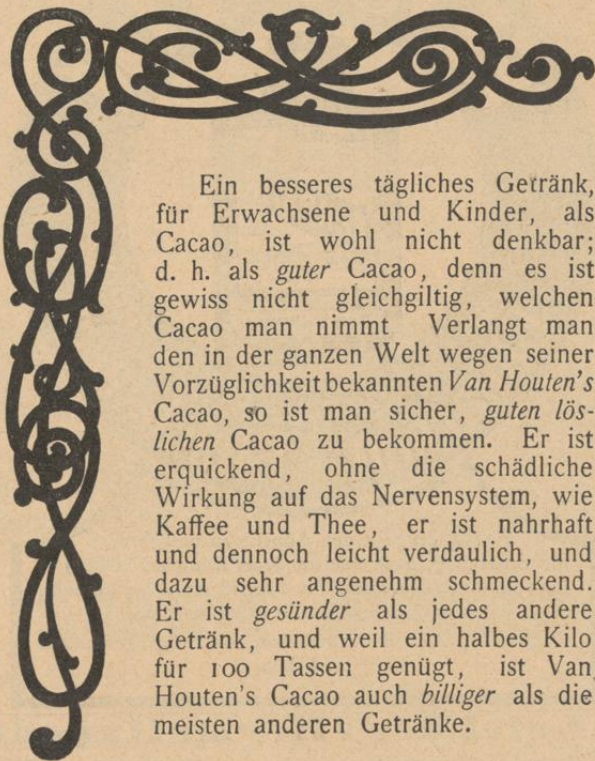 Ein besseres tägliches Getränk,
für Erwachsene und Kinder, als
Cacao, ist wohl nicht denkbar;
d. h. als guter Cacao, denn es ist
gewiss nicht gleichgiltig, welchen
Cacao man nimmt Verlangt man
den in der ganzen Welt wegen seiner
Vorzüglichkeit bekannten Van Houten's
Cacao, so ist man sicher, guten lös-
lichen Cacao zu bekommen. Er ist
erquickend, ohne die schädliche
Wirkung auf das Nervensystem, wie
Kaffee und Thee, er ist nahrhaft
und dennoch leicht verdaulich, und
dazu sehr angenehm schmeckend.
Er ist gesünder als jedes andere
Getränk, und weil ein halbes Kilo
für 100 Tassen genügt, ist Van
Houten's Cacao auch billiger als die
meisten anderen Getränke.